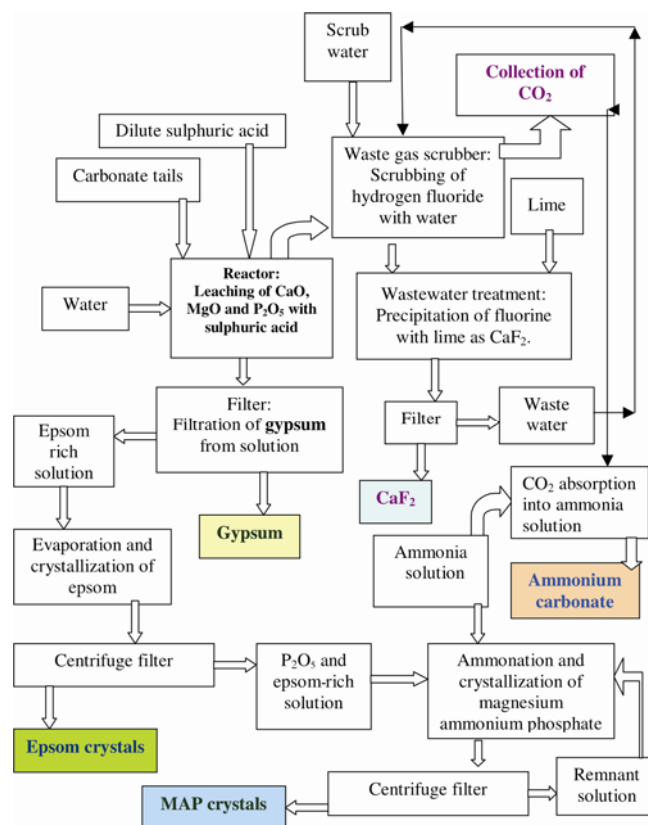 Scrub
water
Collection of
CO₂
Dilute sulphuric acid
Carbonate tails
Waste gas scrubber:
Scrubbing of
hydrogen fluoride
with water
Lime
Water
Reactor:
Leaching of CaO,
MgO and P₂O₅ with
sulphuric acid
Wastewater treatment:
Precipitation of fluorine
with lime as CaF₂.
Filter:
Filtration of gypsum
from solution
Filter
Waste
water
Epsom
rich
solution
CaF₂
CO₂ absorption
into ammonia
solution
Gypsum
Evaporation and
crystallization of
epsom
Ammonia
solution
Ammonium
carbonate
Centrifuge filter
P₂O₅ and
epsom-rich
solution
Ammonation and
crystallization of
magnesium
ammonium phosphate
Epsom crystals
MAP crystals
Centrifuge filter
Remnant
solution